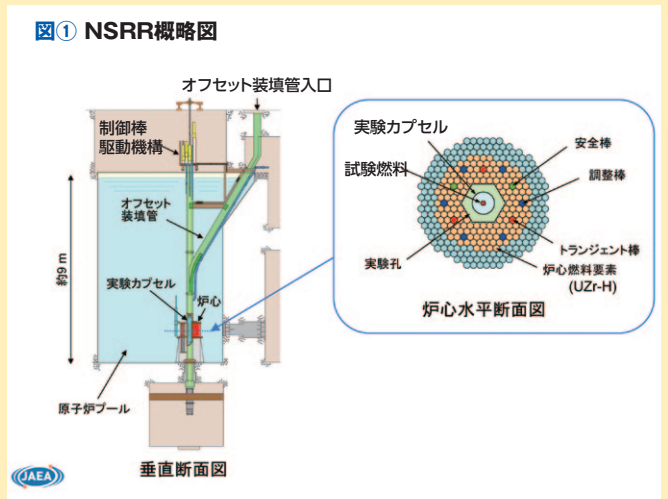 図① NSRR概略図
オフセット装填管入口
制御棒
駆動機構
オフセット
装填管
約9 m
実験カプセル
炉心
原子炉プール
垂直断面図
実験カプセル
試験燃料
実験孔
安全棒
調整棒
トランジェント棒
炉心燃料要素
(UZr-H)
炉心水平断面図
JAEA